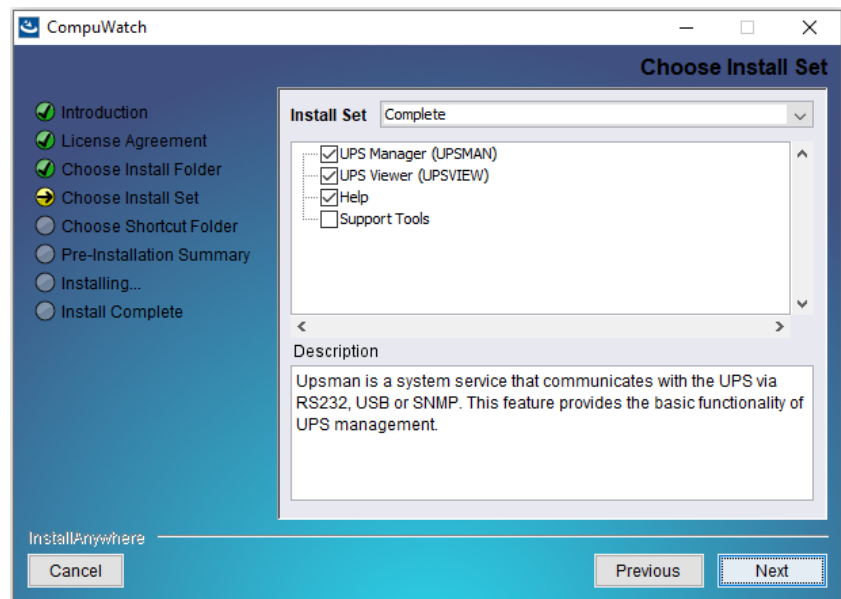 CompuWatch
Choose Install Set
Introduction
License Agreement
Choose Install Folder
Choose Install Set
Choose Shortcut Folder
Pre-Installation Summary
Installing...
Install Complete
Install Set Complete
UPS Manager (UPSMAN)
UPS Viewer (UPSVIEW)
Help
Support Tools
Description
Upsman is a system service that communicates with the UPS via
RS232, USB or SNMP. This feature provides the basic functionality of
UPS management.
InstallAnywhere
Cancel
Previous
Next